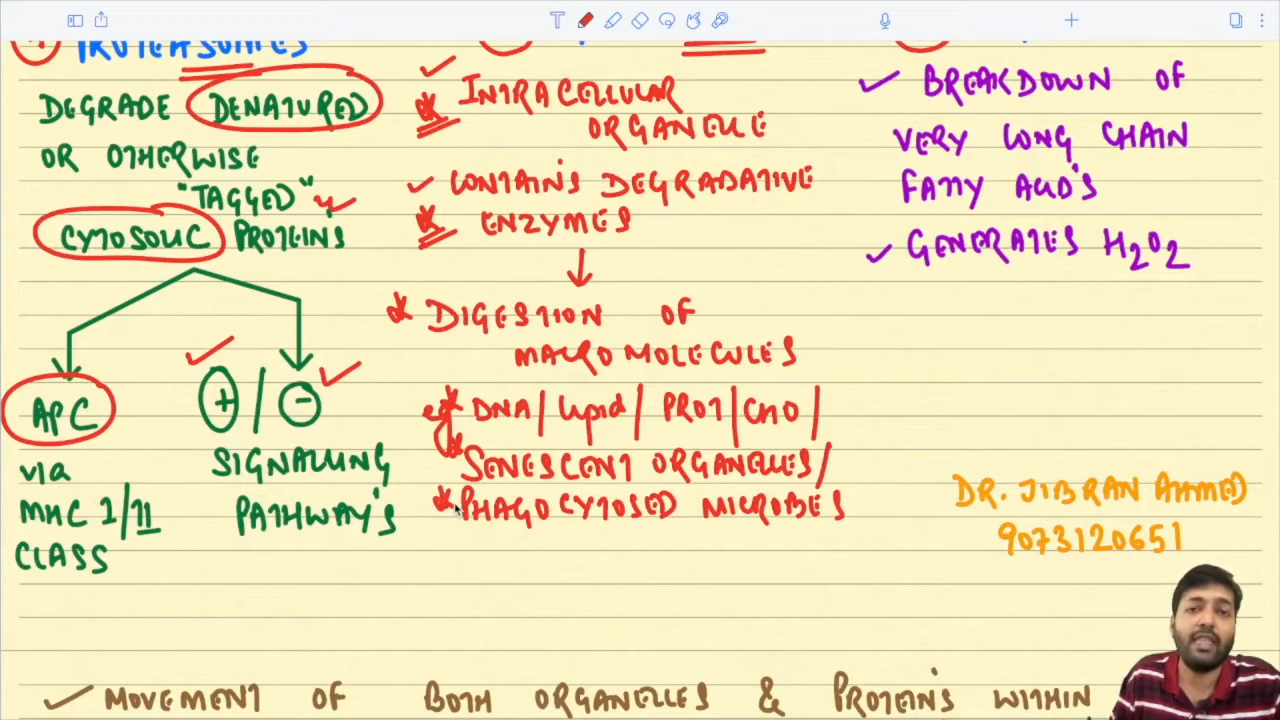 PROTEASOMES
DEGRADE DENATURED
OR OTHERWISE
"TAGGED"
CYTOSOLIC PROTEINS
APC
via
MHC I/II
CLASS
+ / -
SIGNALLING
PATHWAY'S
INTRACELLULAR
ORGANELLE
CONTAIN'S DEGRADATIVE
ENZYMES
DIGESTION OF
MACROMOLECULES
eg DNA/ Lipid/ PROT/ CHO/
SENESCENT ORGANELLES/
PHAGOCYTOSED MICROBES
BREAKDOWN OF
VERY LONG CHAIN
FATTY ACID'S
GENERATES H2O2
DR. JIBRAN AHMED
9073120651
MOVEMENT OF BOTH ORGANELLES & PROTEIN'S WITHIN